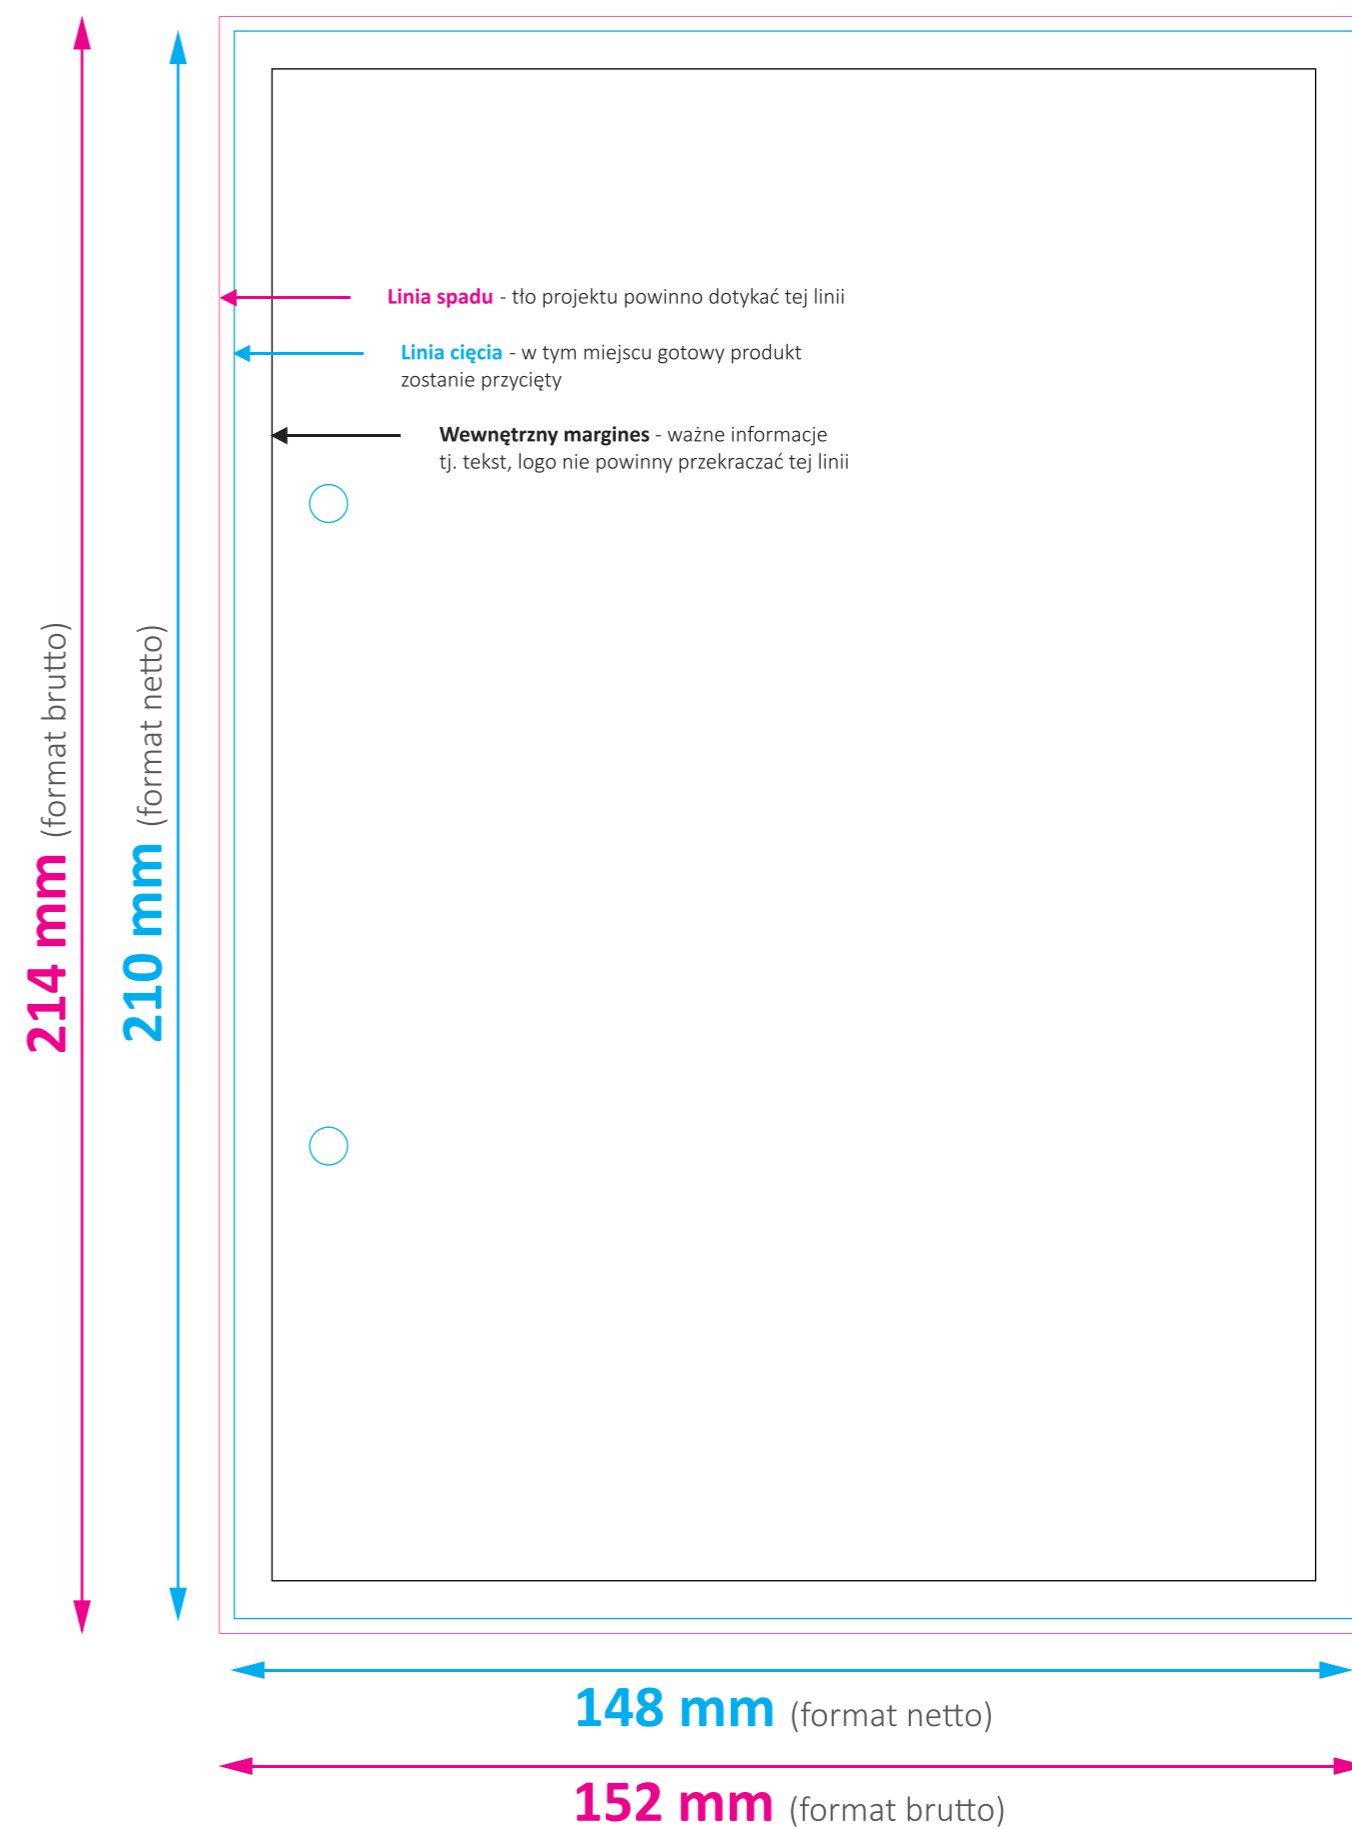 Linia spadu - tło projektu powinno dotykać tej linii
Linia cięcia - w tym miejscu gotowy produkt
zostanie przycięty
Wewnętrzny margines - ważne informacje
tj. tekst, logo nie powinny przekraczać tej linii
214 mm (format brutto)
210 mm (format netto)
148 mm (format netto)
152 mm (format brutto)